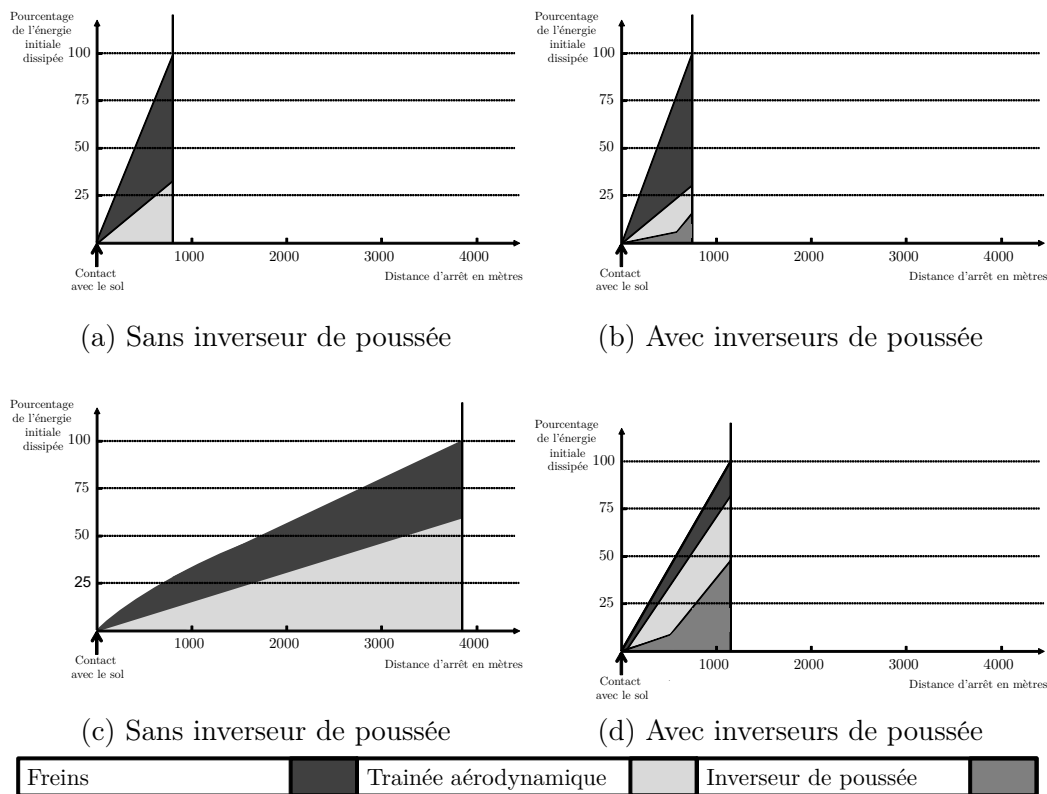 Pourcentage
de l'énergie
initiale
dissipée
100
75
50
25
1000
2000
3000
4000
Contact
avec le sol
Distance d'arrêt en mètres
(a) Sans inverseur de poussée
Pourcentage
de l'énergie
initiale
dissipée
100
75
50
25
1000
2000
3000
4000
Contact
avec le sol
Distance d'arrêt en mètres
(b) Avec inverseurs de poussée
Pourcentage
de l'énergie
initiale
dissipée
100
75
50
25
1000
2000
3000
4000
Contact
avec le sol
Distance d'arrêt en mètres
(c) Sans inverseur de poussée
Pourcentage
de l'énergie
initiale
dissipée
100
75
50
25
1000
2000
3000
4000
Contact
avec le sol
Distance d'arrêt en mètres
(d) Avec inverseurs de poussée
Freins
Trainée aérodynamique
Inverseur de poussée